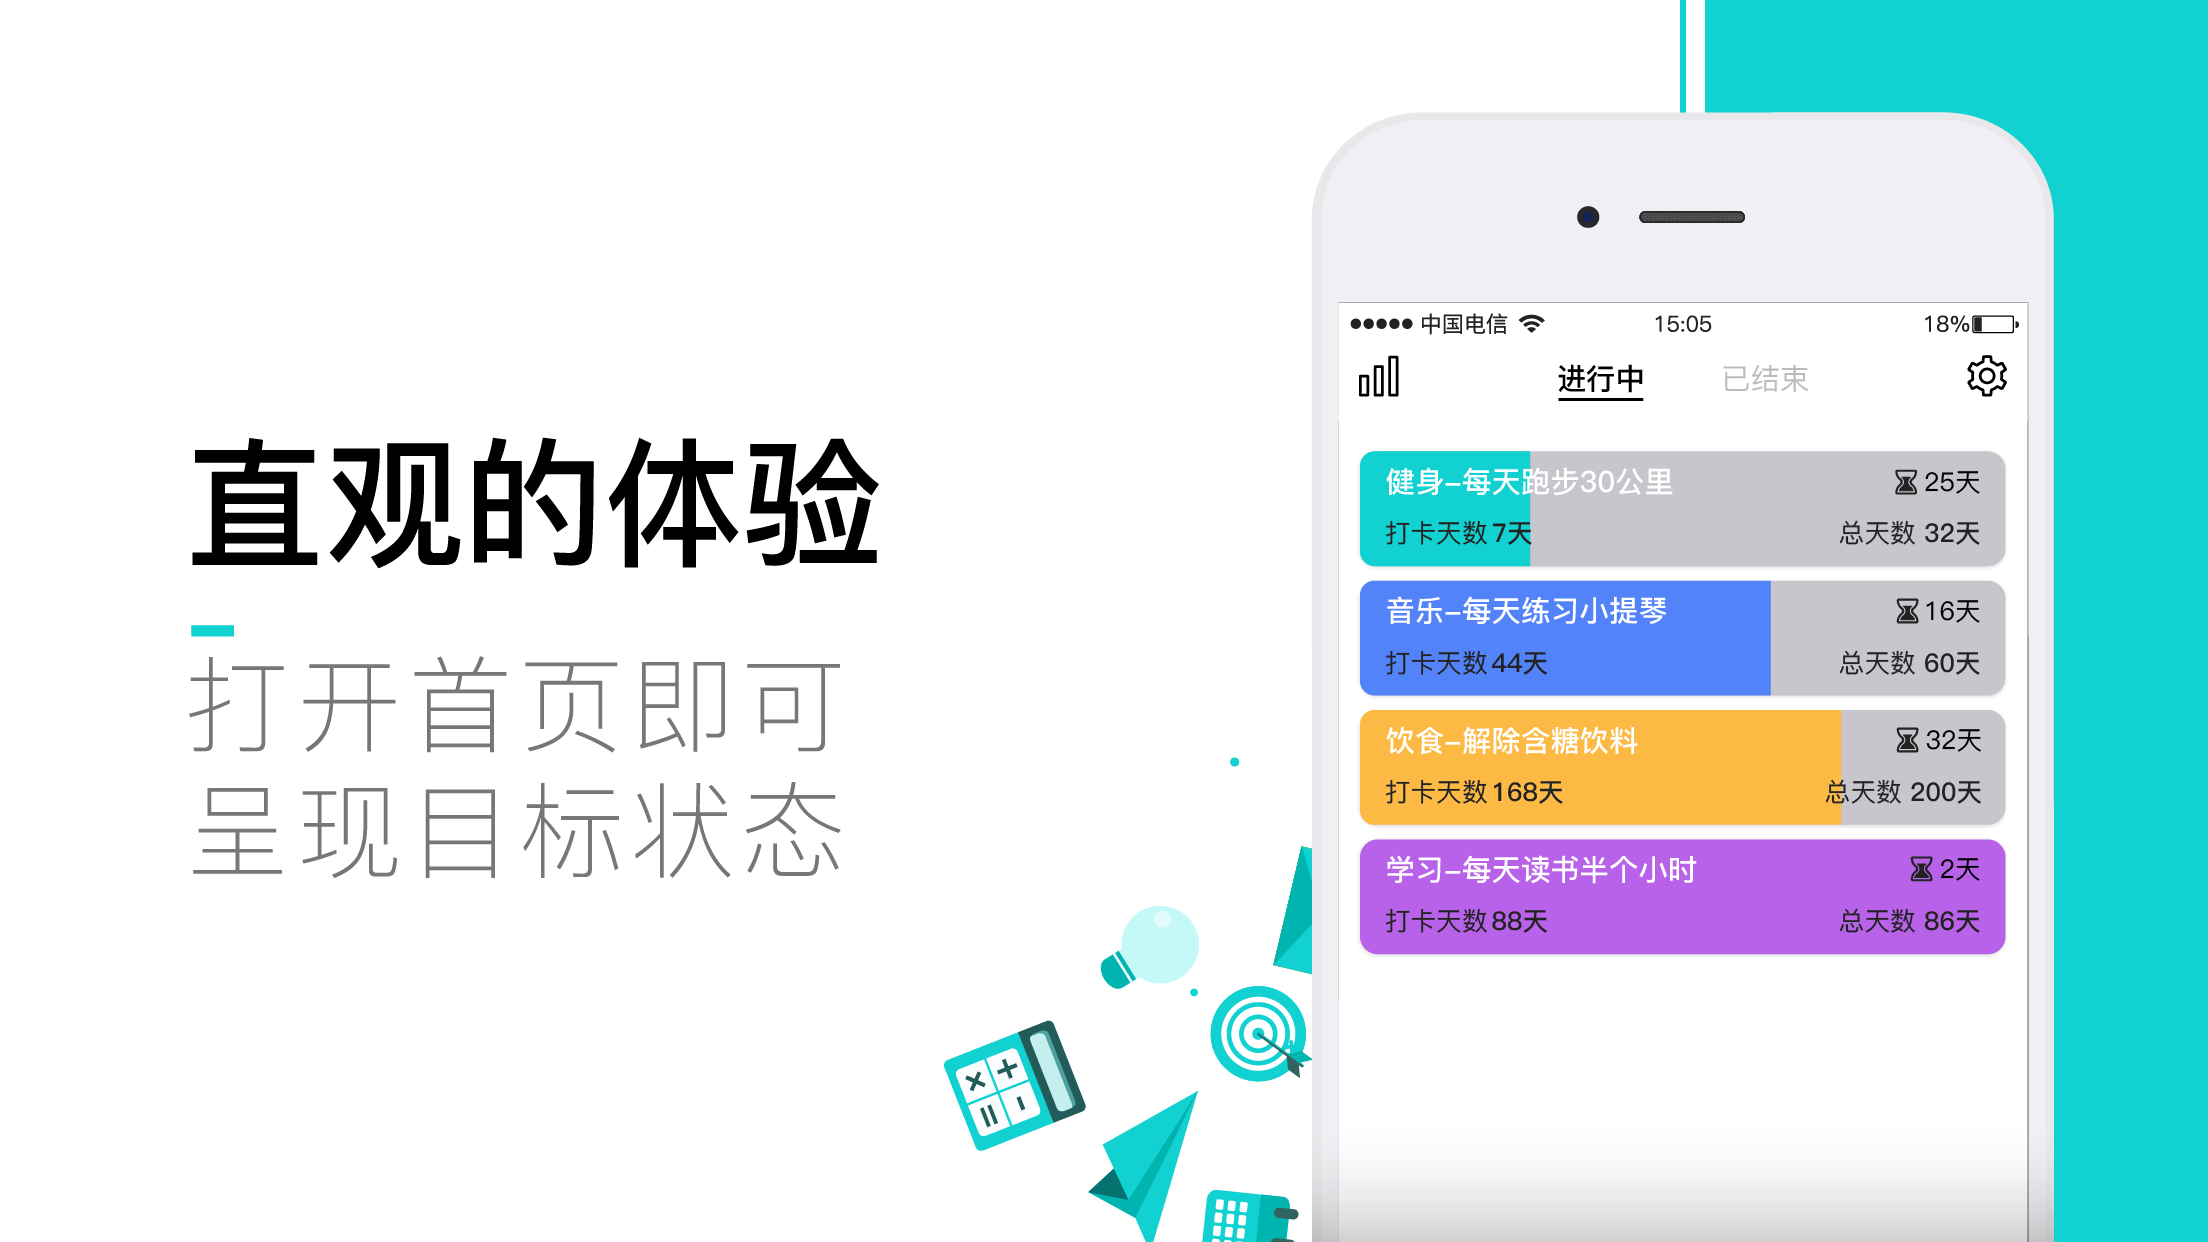 直观的体验
打开首页即可
呈现目标状态
中国电信 15:05 18%
进行中 已结束
健身-每天跑步30公里 25天
打卡天数 7天 总天数 32天
音乐-每天练习小提琴 16天
打卡天数 44天 总天数 60天
饮食-解除含糖饮料 32天
打卡天数 168天 总天数 200天
学习-每天读书半个小时 2天
打卡天数 88天 总天数 86天